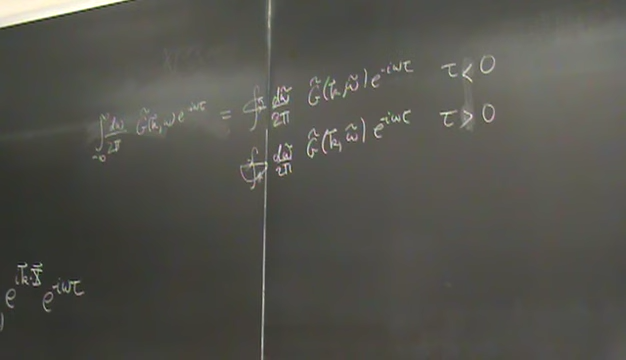 ∫_{-∞}^{∞} dω/2π G̃(k⃗,ω) e^{-iωτ} = ∮ dω̃/2π G̃(k⃗,ω̃) e^{-iωτ} τ < 0
∮ dω̃/2π G̃(k⃗,ω̃) e^{-iωτ} τ > 0
e^{ik⃗·x⃗} e^{-iωτ}